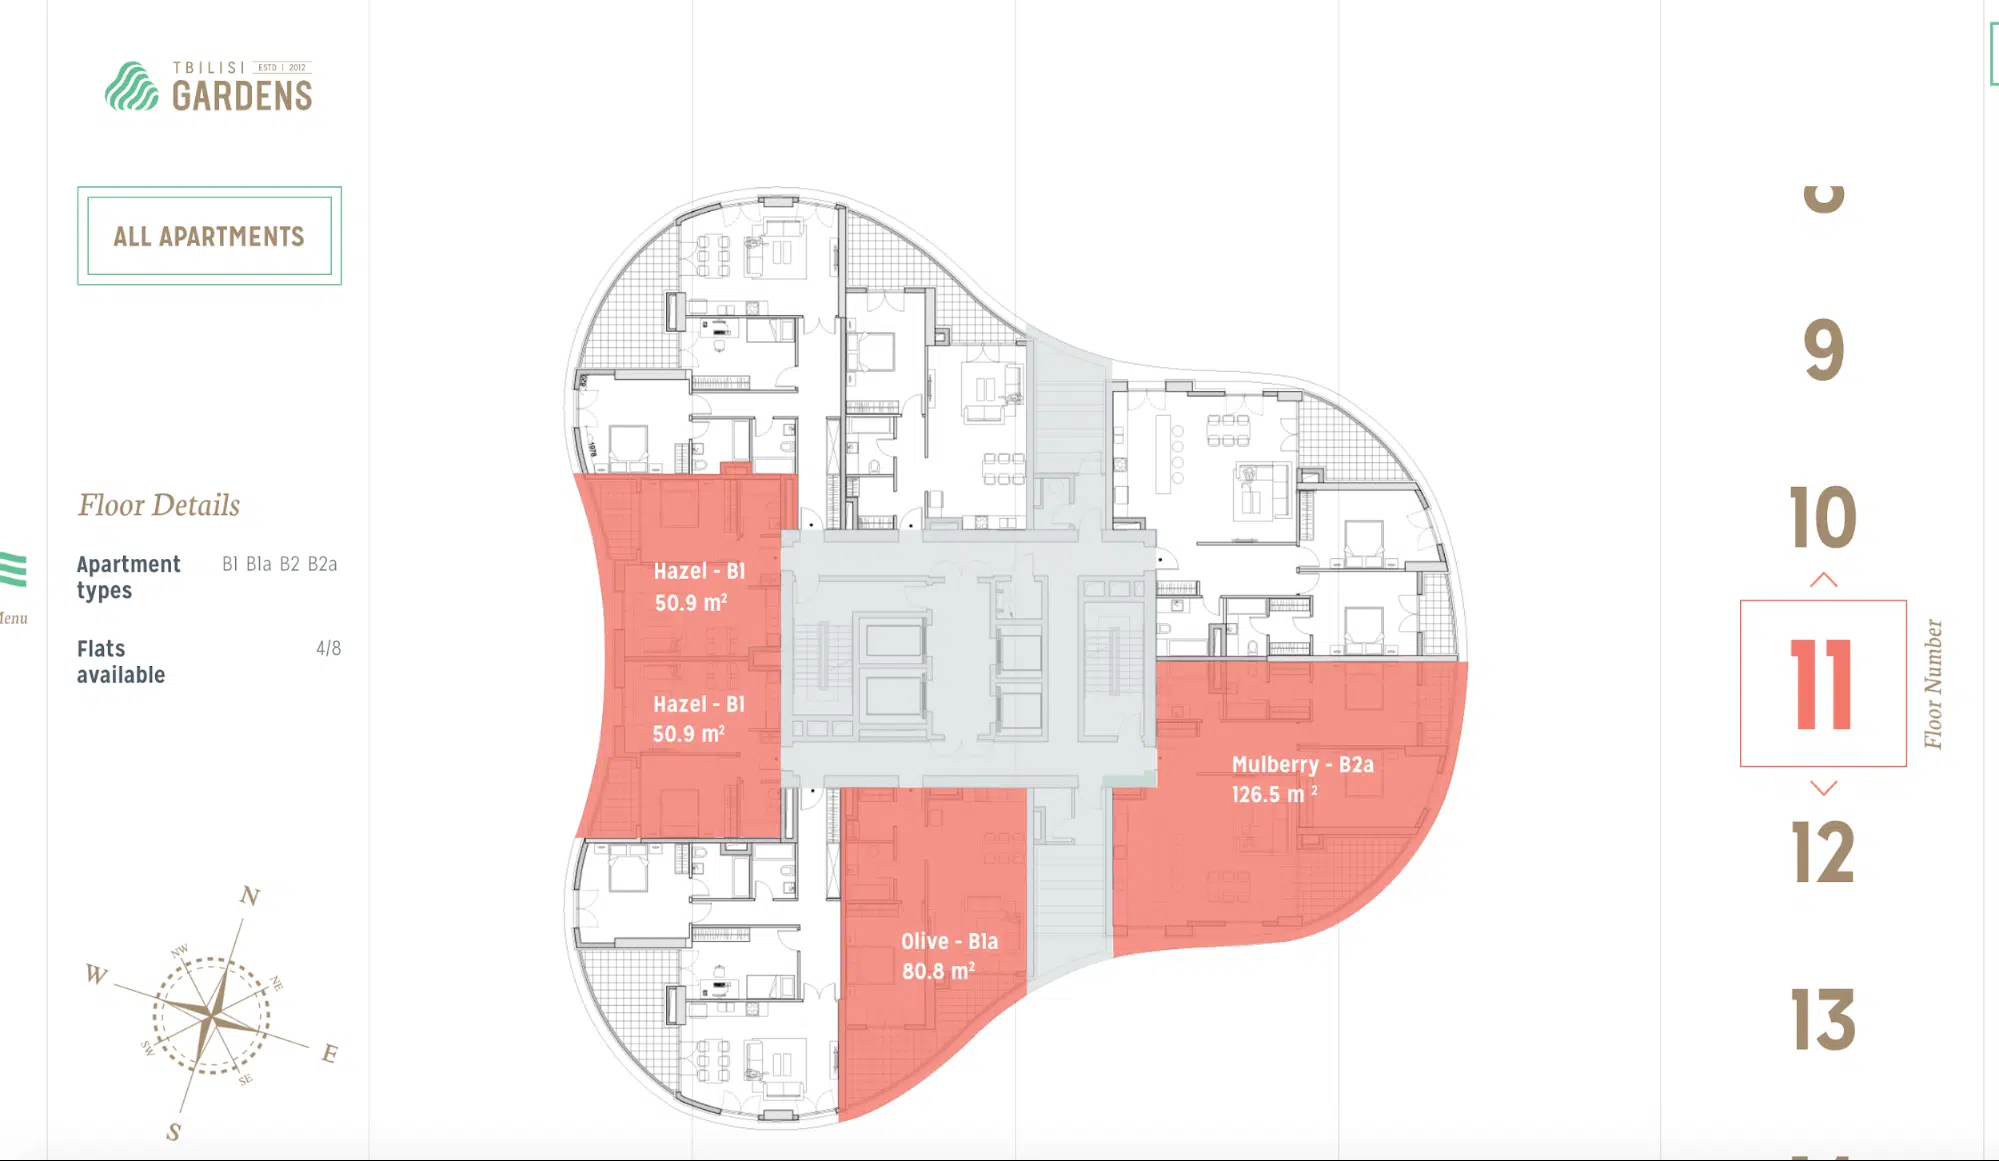 TBILISI ESTD | 2012
GARDENS
ALL APARTMENTS
Floor Details
Apartment types B1 B1a B2 B2a
Flats available 4/8
Menu
N
NW
NE
W
E
SW
SE
S
Hazel - B1
50.9 m²
Hazel - B1
50.9 m²
Olive - B1a
80.8 m²
Mulberry - B2a
126.5 m ²
9
10
11
Floor Number
12
13